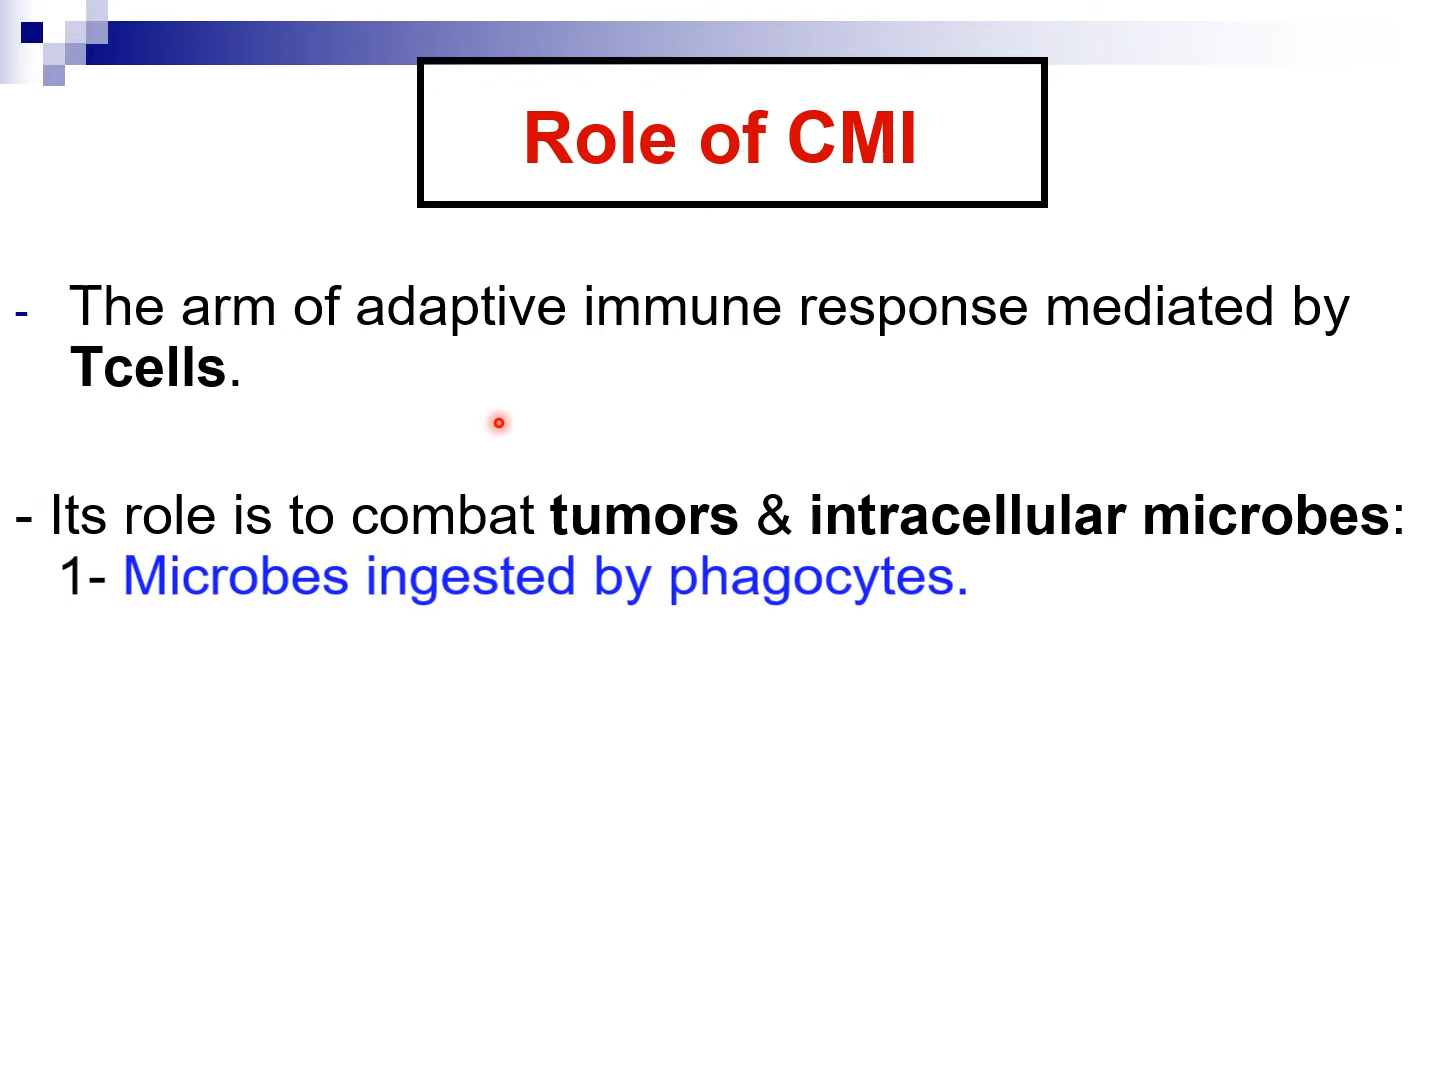 Role of CMI
- The arm of adaptive immune response mediated by
Tcells.
- Its role is to combat tumors & intracellular microbes:
1- Microbes ingested by phagocytes.